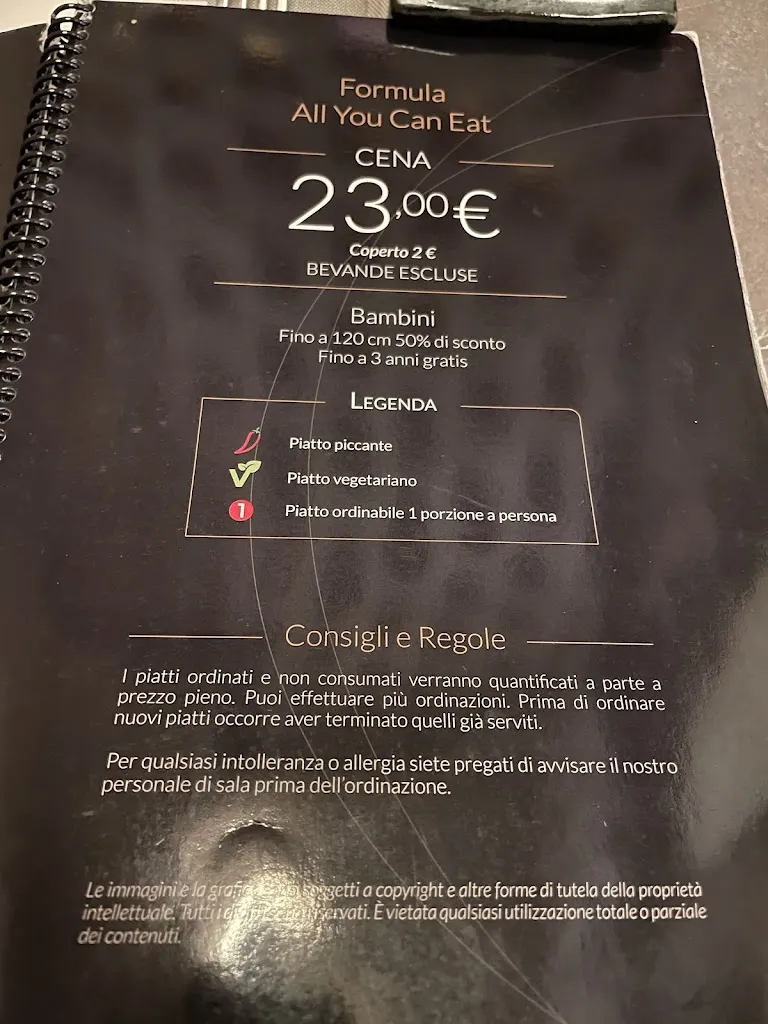 Formula
All You Can Eat
CENA
23,00€
Coperto 2 €
BEVANDE ESCLUSE
Bambini
Fino a 120 cm 50% di sconto
Fino a 3 anni gratis
LEGENDA
Piatto piccante
V Piatto vegetariano
1 Piatto ordinabile 1 porzione a persona
Consigli e Regole
I piatti ordinati e non consumati verranno quantificati a parte a
prezzo pieno. Puoi effettuare più ordinazioni. Prima di ordinare
nuovi piatti occorre aver terminato quelli già serviti.
Per qualsiasi intolleranza o allergia siete pregati di avvisare il nostro
personale di sala prima dell'ordinazione.
Le immagini e la soggetti a copyright e altre forme di tutela della proprietà
intellettuale. Tutti i riservati. È vietata qualsiasi utilizzazione totale o parziale
dei contenuti.